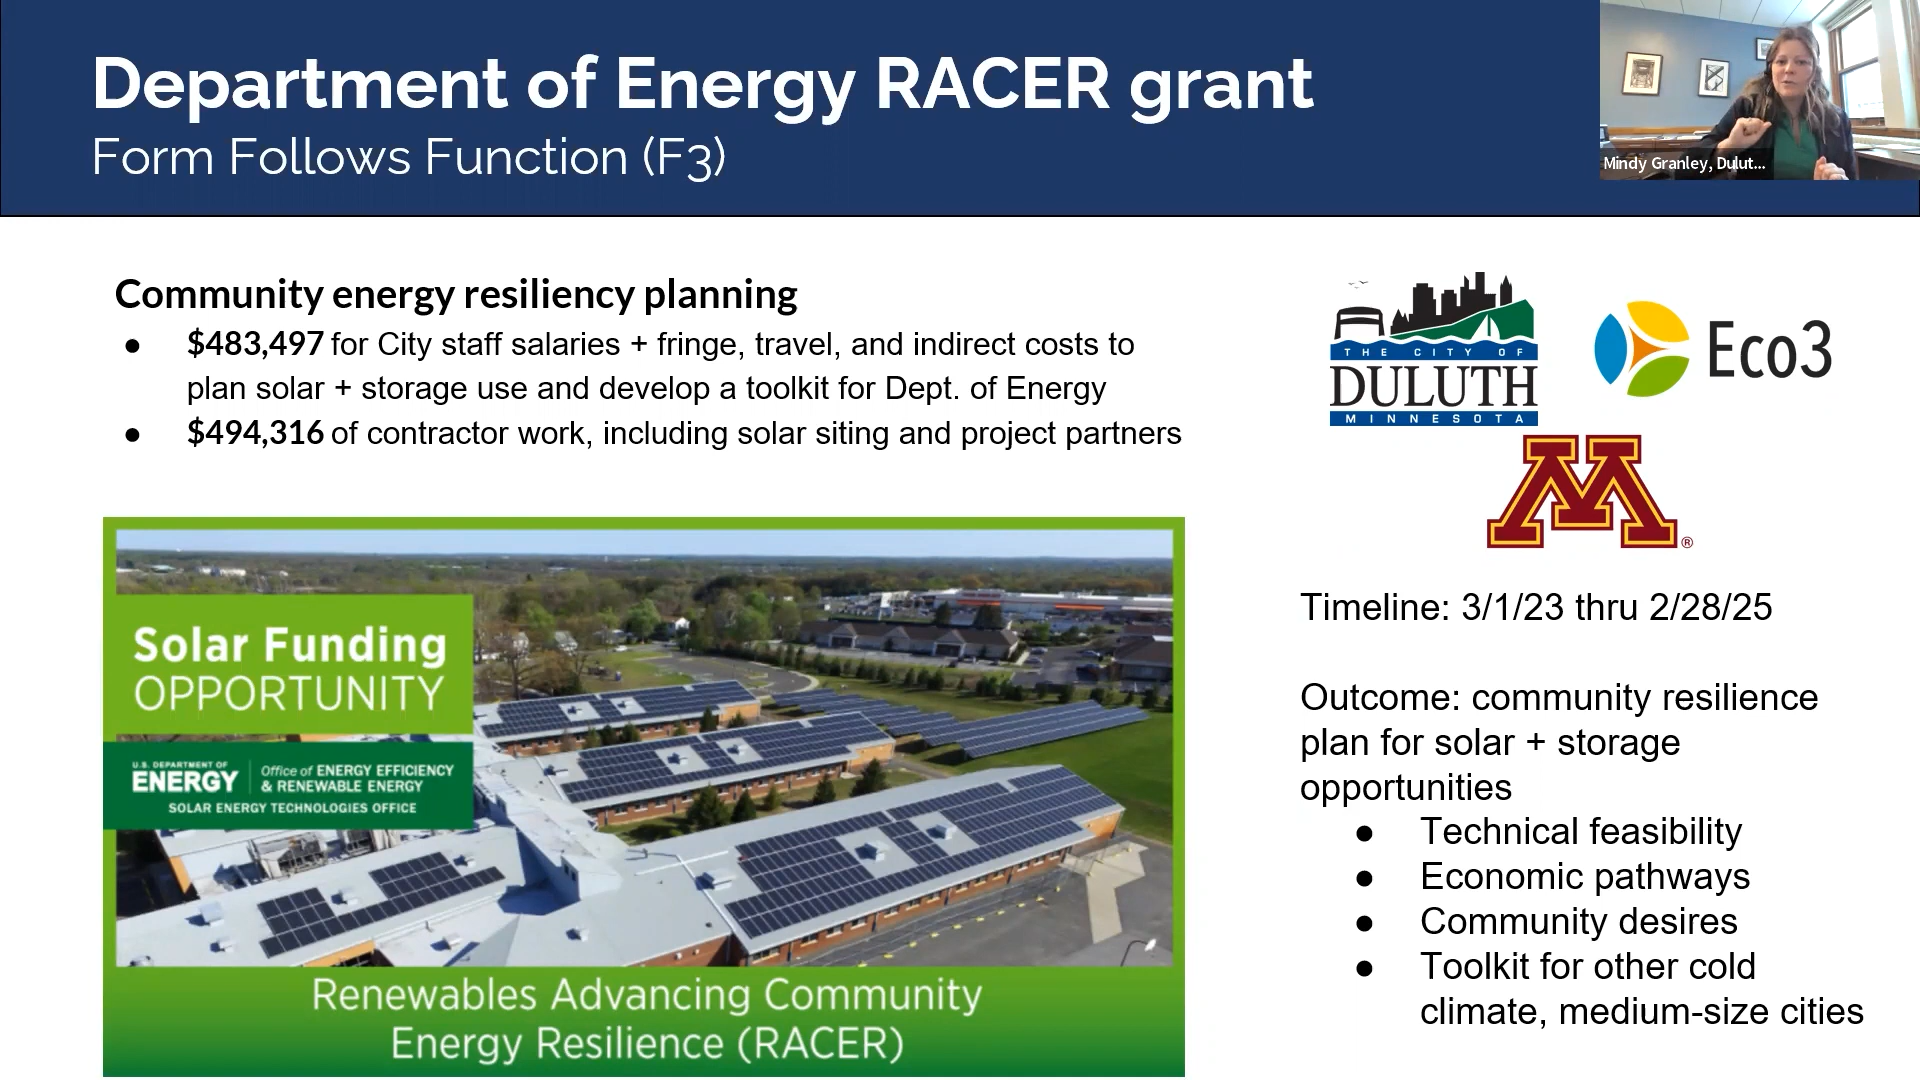 Department of Energy RACER grant
Form Follows Function (F3)
Mindy Granley, Dulut...
Community energy resiliency planning
● $483,497 for City staff salaries + fringe, travel, and indirect costs to
plan solar + storage use and develop a toolkit for Dept. of Energy
● $494,316 of contractor work, including solar siting and project partners
THE CITY OF
DULUTH
MINNESOTA
Eco3
M®
Solar Funding
OPPORTUNITY
U.S. DEPARTMENT OF
ENERGY
Office of ENERGY EFFICIENCY
& RENEWABLE ENERGY
SOLAR ENERGY TECHNOLOGIES OFFICE
Renewables Advancing Community
Energy Resilience (RACER)
Timeline: 3/1/23 thru 2/28/25
Outcome: community resilience
plan for solar + storage
opportunities
● Technical feasibility
● Economic pathways
● Community desires
● Toolkit for other cold
climate, medium-size cities